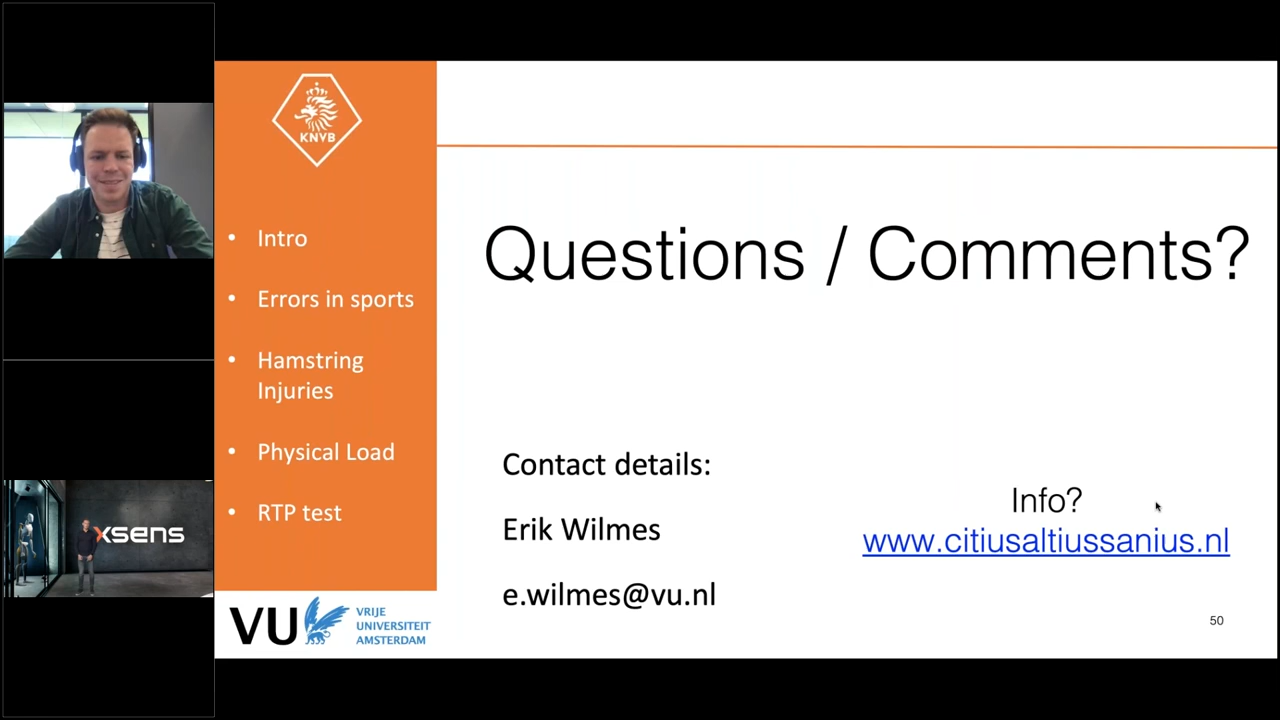 KNVB
• Intro
• Errors in sports
• Hamstring
Injuries
• Physical Load
• RTP test
VU
VRIJE
UNIVERSITEIT
AMSTERDAM
Questions / Comments?
Contact details:
Erik Wilmes
e.wilmes@vu.nl
Info?
www.citiusaltiussanius.nl
50
xsens